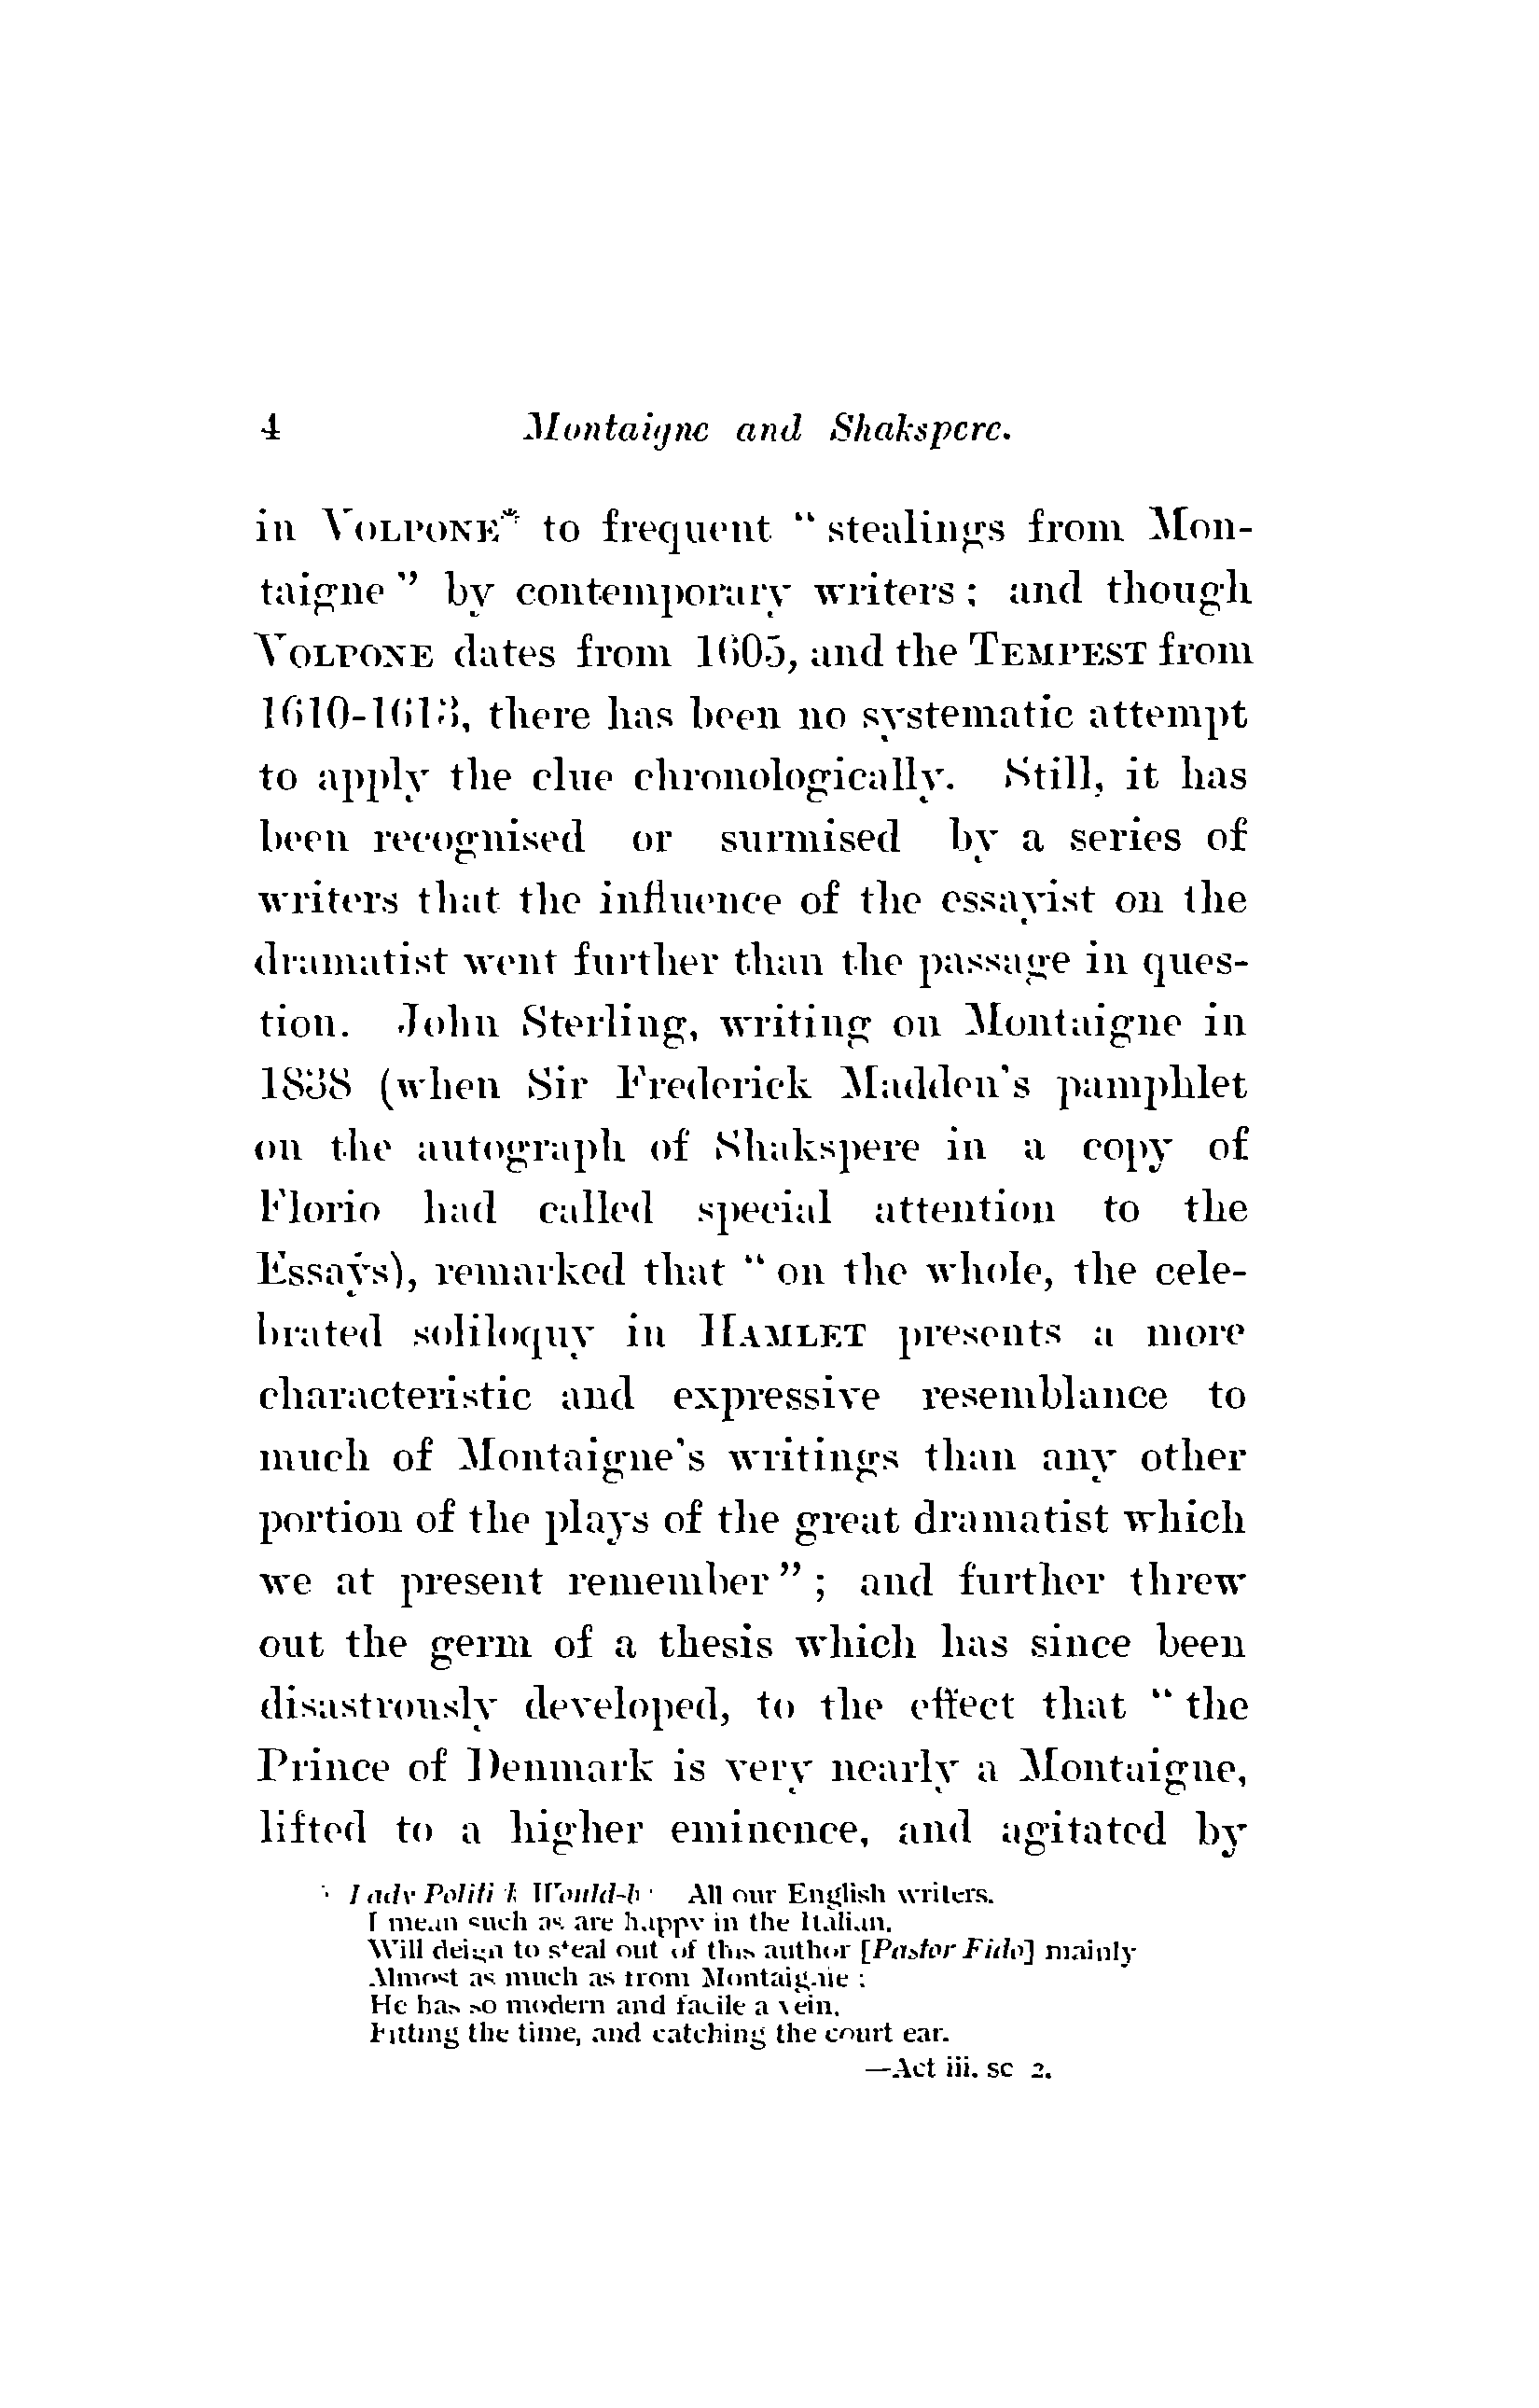 4 Montaigne and Shakspere.
in VOLPONE* to frequent “ stealings from Mon-
taigne ” by contemporary writers ; and though
VOLPONE dates from 1605, and the TEMPEST from
1610-1613, there has been no systematic attempt
to apply the clue chronologically. Still, it has
been recognised or surmised by a series of
writers that the influence of the essayist on the
dramatist went further than the passage in ques-
tion. John Sterling, writing on Montaigne in
1838 (when Sir Frederick Madden's pamphlet
on the autograph of Shakspere in a copy of
Florio had called special attention to the
Essays), remarked that “ on the whole, the cele-
brated soliloquy in HAMLET presents a more
characteristic and expressive resemblance to
much of Montaigne's writings than any other
portion of the plays of the great dramatist which
we at present remember ” ; and further threw
out the germ of a thesis which has since been
disastrously developed, to the effect that “ the
Prince of Denmark is very nearly a Montaigne,
lifted to a higher eminence, and agitated by
* Lady Politick Would-be All our English writers.
I mean such as are happy in the Italian,
Will deign to steal out of this author [Pastor Fido] mainly
Almost as much as from Montaignie :
He has so modern and facile a vein,
Fitting the time, and catching the court ear.
—Act iii. sc 2.